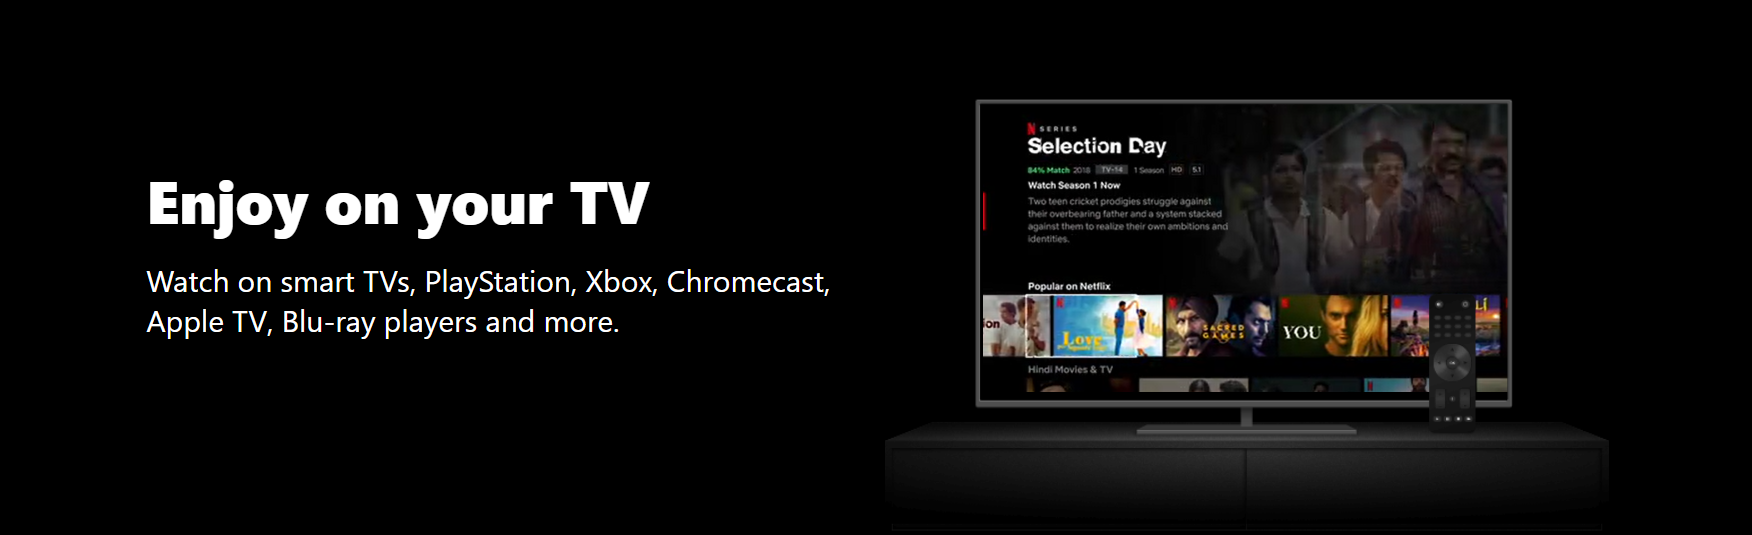 Enjoy on your TV
Watch on smart TVs, PlayStation, Xbox, Chromecast,
Apple TV, Blu-ray players and more.
N SERIES
Selection Day
84% Match 2018 TV-14 1 Season HD 5.1
Watch Season 1 Now
Two teen cricket prodigies struggle against
their overbearing father and a system stacked
against them to realize their own ambitions and
identities.
Popular on Netflix
Love
SACRED
GAMES
YOU
Hindi Movies & TV